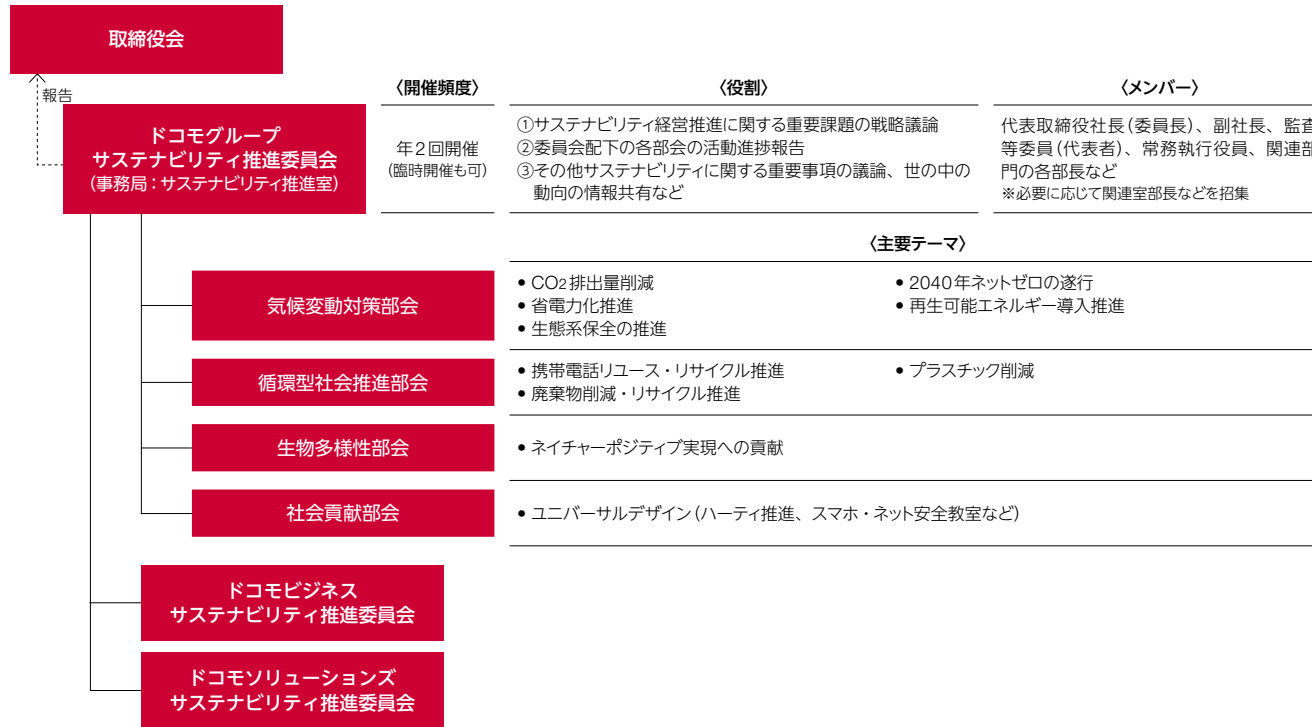 取締役会
報告
ドコモグループ
サステナビリティ推進委員会
(事務局：サステナビリティ推進室)
〈開催頻度〉
年2回開催
(臨時開催も可)
〈役割〉
①サステナビリティ経営推進に関する重要課題の戦略議論
②委員会配下の各部会の活動進捗報告
③その他サステナビリティに関する重要事項の議論、世の中の
動向の情報共有など
〈メンバー〉
代表取締役社長(委員長)、副社長、監査
等委員(代表者)、常務執行役員、関連部
門の各部長など
※必要に応じて関連室部長などを招集
〈主要テーマ〉
気候変動対策部会
• CO2排出量削減
• 省電力化推進
• 生態系保全の推進
• 2040年ネットゼロの遂行
• 再生可能エネルギー導入推進
循環型社会推進部会
• 携帯電話リユース・リサイクル推進
• 廃棄物削減・リサイクル推進
• プラスチック削減
生物多様性部会
• ネイチャーポジティブ実現への貢献
社会貢献部会
• ユニバーサルデザイン(ハーティ推進、スマホ・ネット安全教室など)
ドコモビジネス
サステナビリティ推進委員会
ドコモソリューションズ
サステナビリティ推進委員会